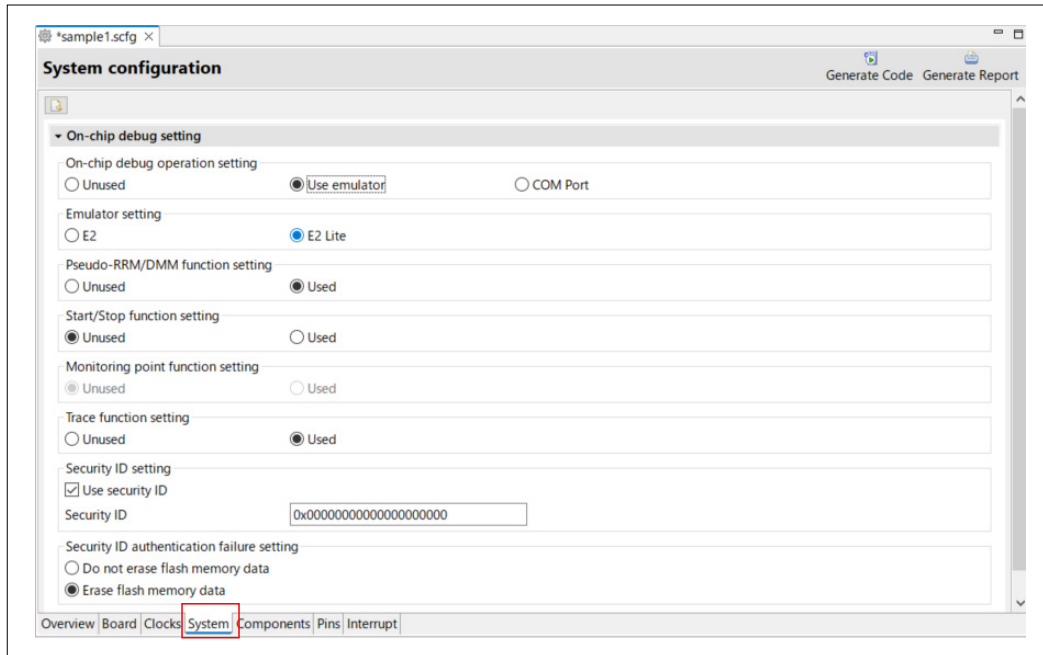 *sample1.scfg
System configuration
Generate Code Generate Report
On-chip debug setting
On-chip debug operation setting
Unused Use emulator COM Port
Emulator setting
E2 E2 Lite
Pseudo-RRM/DMM function setting
Unused Used
Start/Stop function setting
Unused Used
Monitoring point function setting
Unused Used
Trace function setting
Unused Used
Security ID setting
Use security ID
Security ID 0x00000000000000000000
Security ID authentication failure setting
Do not erase flash memory data
Erase flash memory data
Overview Board Clocks System Components Pins Interrupt